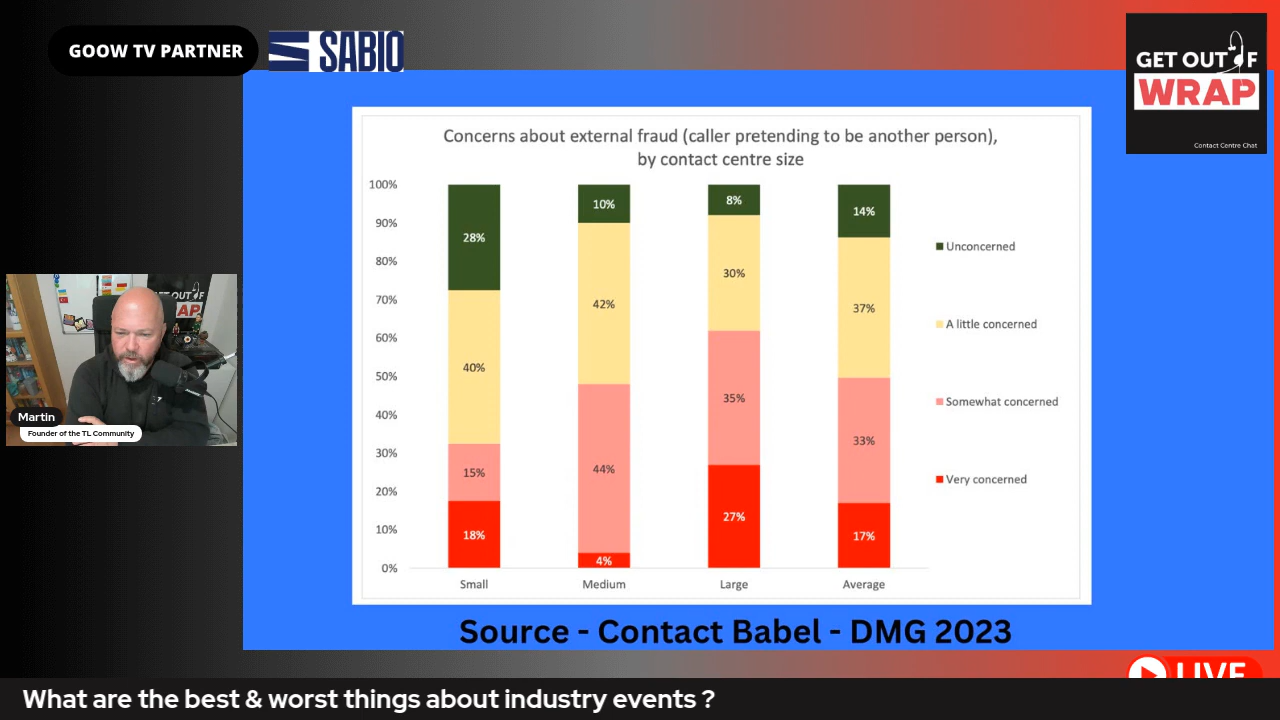 GOOW TV PARTNER
SABIO
GET OUT OF
WRAP
Contact Centre Chat
Concerns about external fraud (caller pretending to be another person),
by contact centre size
100%
90%
80%
70%
60%
50%
40%
30%
20%
10%
0%
28%
40%
15%
18%
10%
42%
44%
4%
8%
30%
35%
27%
14%
37%
33%
17%
Small
Medium
Large
Average
Unconcerned
A little concerned
Somewhat concerned
Very concerned
Source - Contact Babel - DMG 2023
GET OUT OF
AP
Martin
Founder of the TL Community
LIVE
What are the best & worst things about industry events ?